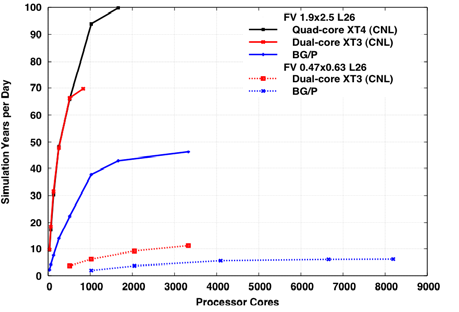 Simulation Years per Day
100
90
80
70
60
50
40
30
20
10
0
FV 1.9x2.5 L26
Quad-core XT4 (CNL)
Dual-core XT3 (CNL)
BG/P
FV 0.47x0.63 L26
Dual-core XT3 (CNL)
BG/P
0 1000 2000 3000 4000 5000 6000 7000 8000 9000
Processor Cores